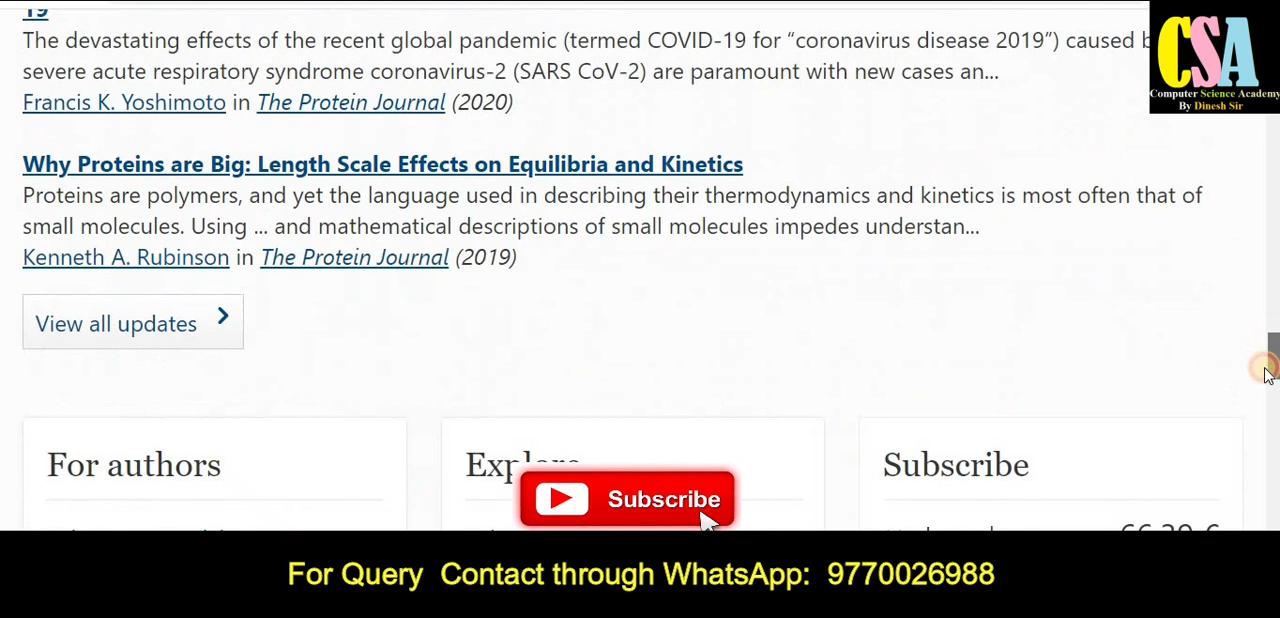 19
The devastating effects of the recent global pandemic (termed COVID-19 for “coronavirus disease 2019”) caused
severe acute respiratory syndrome coronavirus-2 (SARS CoV-2) are paramount with new cases an...
Francis K. Yoshimoto in The Protein Journal (2020)
Why Proteins are Big: Length Scale Effects on Equilibria and Kinetics
Proteins are polymers, and yet the language used in describing their thermodynamics and kinetics is most often that of
small molecules. Using ... and mathematical descriptions of small molecules impedes understan...
Kenneth A. Rubinson in The Protein Journal (2019)
View all updates
For authors
Explore
Subscribe
Subscribe
CSA
Computer Science Academy
By Dinesh Sir
For Query Contact through WhatsApp: 9770026988